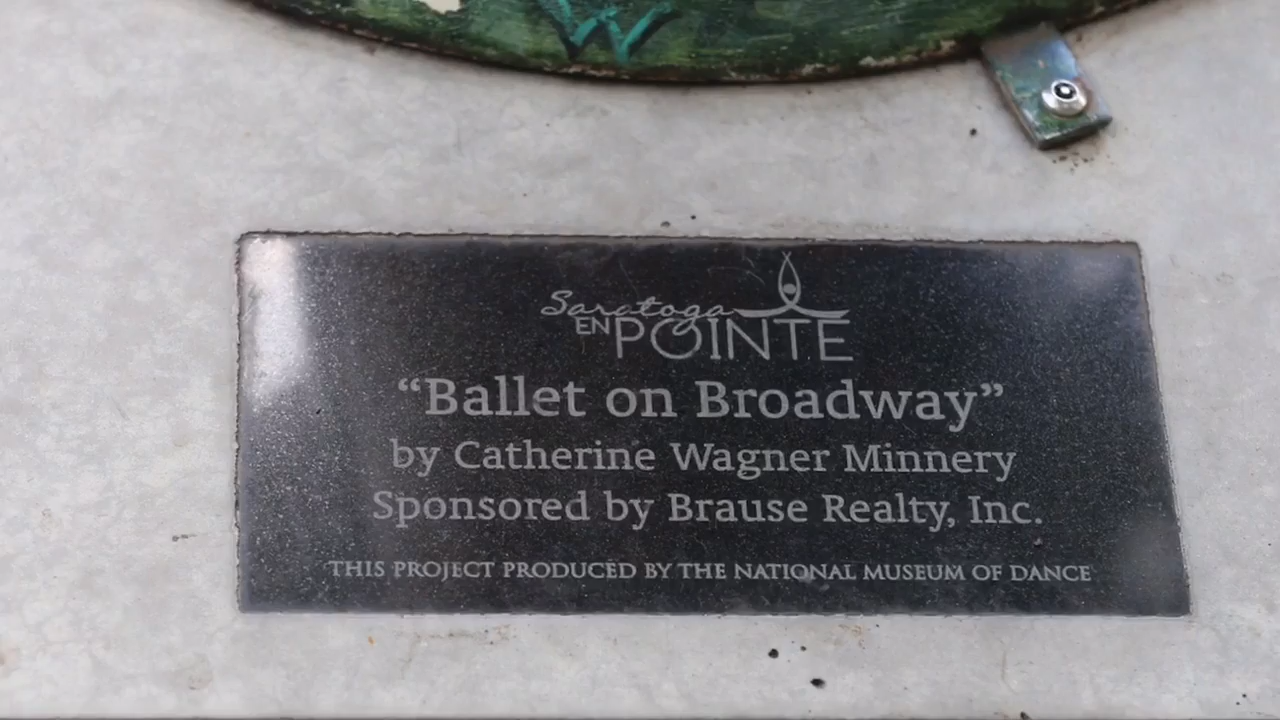 W
Saratoga
EN POINTE
“Ballet on Broadway”
by Catherine Wagner Minnery
Sponsored by Brause Realty, Inc.
THIS PROJECT PRODUCED BY THE NATIONAL MUSEUM OF DANCE